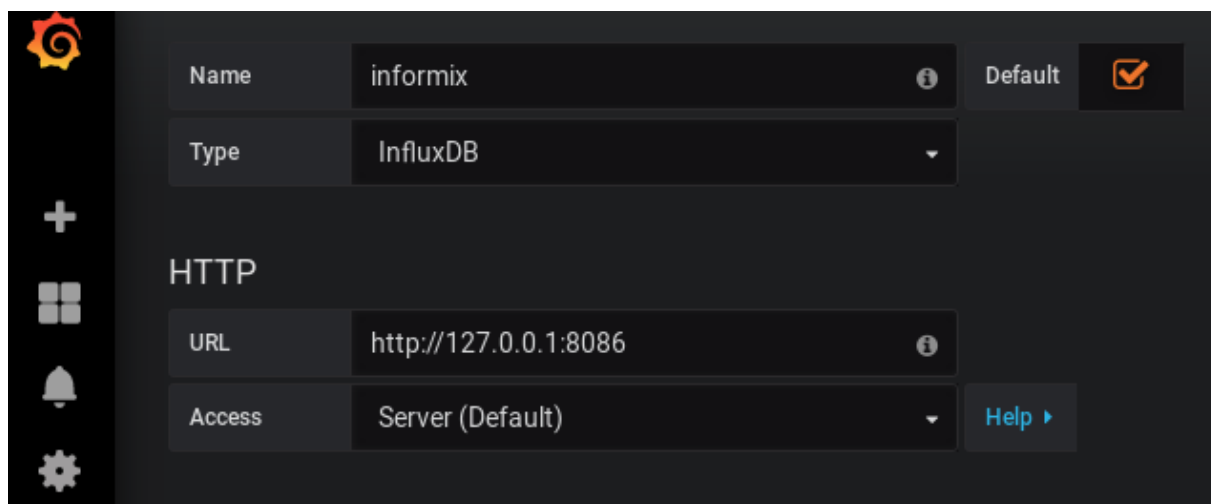 Name informix Default
Type InfluxDB
HTTP
URL http://127.0.0.1:8086
Access Server (Default) Help